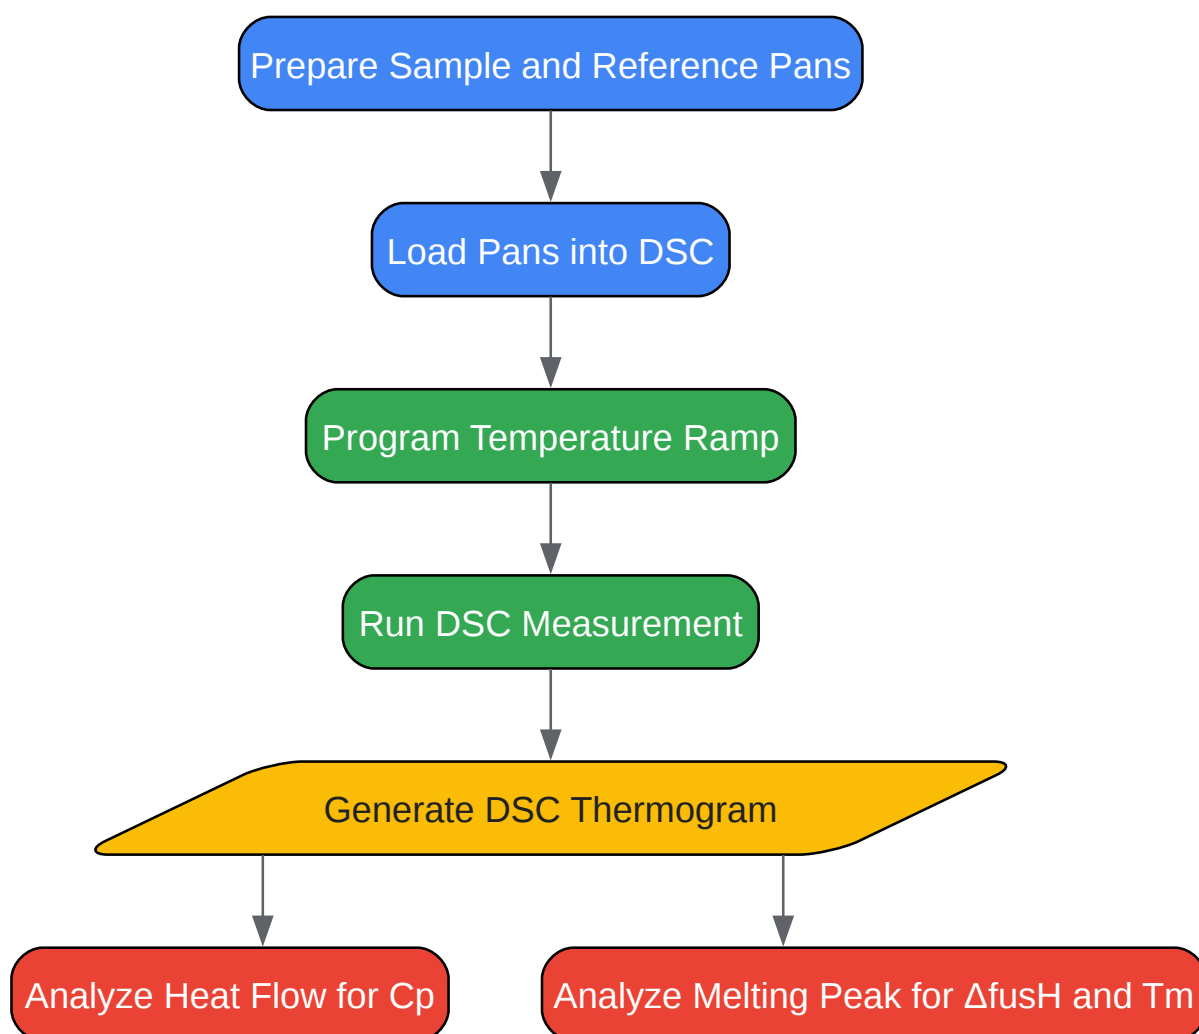 Prepare Sample and Reference Pans
Load Pans into DSC
Program Temperature Ramp
Run DSC Measurement
Generate DSC Thermogram
Analyze Heat Flow for Cp
Analyze Melting Peak for ΔfusH and Tm